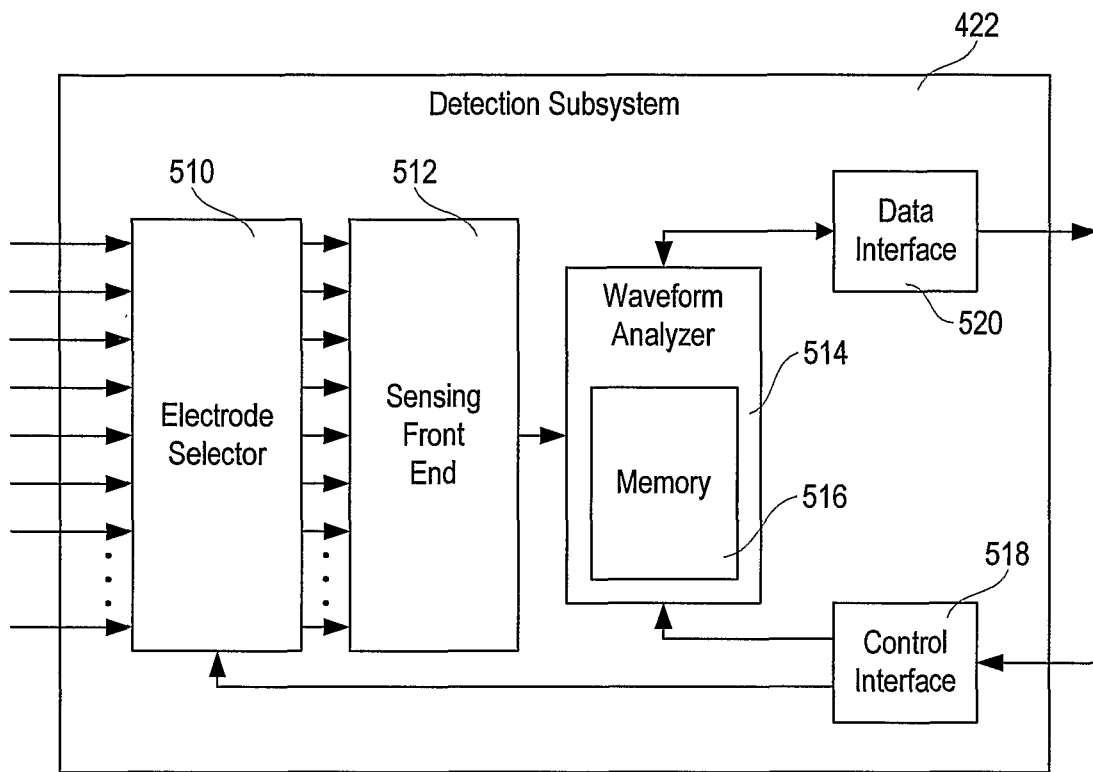 422
Detection Subsystem
510
512
Data
Interface
520
Waveform
Analyzer
514
Electrode
Selector
Sensing
Front
End
Memory
516
518
Control
Interface